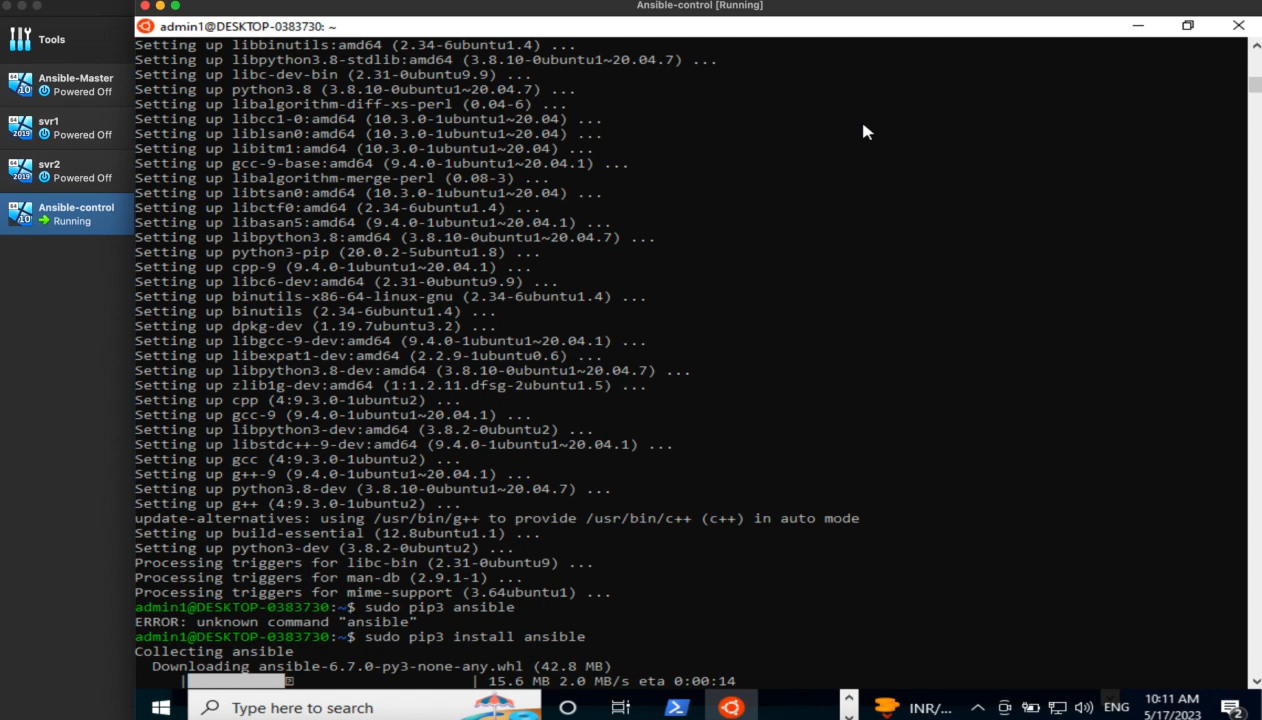 Ansible-control [Running]
Tools
Ansible-Master
Powered Off
svr1
Powered Off
svr2
Powered Off
Ansible-control
Running
admin1@DESKTOP-0383730: ~
Setting up libbinutils:amd64 (2.34-6ubuntu1.4) ...
Setting up libpython3.8-stdlib:amd64 (3.8.10-0ubuntu1~20.04.7) ...
Setting up libc-dev-bin (2.31-0ubuntu9.9) ...
Setting up python3.8 (3.8.10-0ubuntu1~20.04.7) ...
Setting up libalgorithm-diff-xs-perl (0.04-6) ...
Setting up libcc1-0:amd64 (10.3.0-1ubuntu1~20.04) ...
Setting up liblsan0:amd64 (10.3.0-1ubuntu1~20.04) ...
Setting up libitm1:amd64 (10.3.0-1ubuntu1~20.04) ...
Setting up gcc-9-base:amd64 (9.4.0-1ubuntu1~20.04.1) ...
Setting up libalgorithm-merge-perl (0.08-3) ...
Setting up libtsan0:amd64 (10.3.0-1ubuntu1~20.04) ...
Setting up libctf0:amd64 (2.34-6ubuntu1.4) ...
Setting up libasan5:amd64 (9.4.0-1ubuntu1~20.04.1) ...
Setting up libpython3.8:amd64 (3.8.10-0ubuntu1~20.04.7) ...
Setting up python3-pip (20.0.2-5ubuntu1.8) ...
Setting up cpp-9 (9.4.0-1ubuntu1~20.04.1) ...
Setting up libc6-dev:amd64 (2.31-0ubuntu9.9) ...
Setting up binutils-x86-64-linux-gnu (2.34-6ubuntu1.4) ...
Setting up binutils (2.34-6ubuntu1.4) ...
Setting up dpkg-dev (1.19.7ubuntu3.2) ...
Setting up libgcc-9-dev:amd64 (9.4.0-1ubuntu1~20.04.1) ...
Setting up libexpat1-dev:amd64 (2.2.9-1ubuntu0.6) ...
Setting up libpython3.8-dev:amd64 (3.8.10-0ubuntu1~20.04.7) ...
Setting up zlib1g-dev:amd64 (1:1.2.11.dfsg-2ubuntu1.5) ...
Setting up cpp (4:9.3.0-1ubuntu2) ...
Setting up gcc-9 (9.4.0-1ubuntu1~20.04.1) ...
Setting up libpython3-dev:amd64 (3.8.2-0ubuntu2) ...
Setting up libstdc++-9-dev:amd64 (9.4.0-1ubuntu1~20.04.1) ...
Setting up gcc (4:9.3.0-1ubuntu2) ...
Setting up g++-9 (9.4.0-1ubuntu1~20.04.1) ...
Setting up python3.8-dev (3.8.10-0ubuntu1~20.04.7) ...
Setting up g++ (4:9.3.0-1ubuntu2) ...
update-alternatives: using /usr/bin/g++ to provide /usr/bin/c++ (c++) in auto mode
Setting up build-essential (12.8ubuntu1.1) ...
Setting up python3-dev (3.8.2-0ubuntu2) ...
Processing triggers for libc-bin (2.31-0ubuntu9) ...
Processing triggers for man-db (2.9.1-1) ...
Processing triggers for mime-support (3.64ubuntu1) ...
admin1@DESKTOP-0383730:~$ sudo pip3 ansible
ERROR: unknown command "ansible"
admin1@DESKTOP-0383730:~$ sudo pip3 install ansible
Collecting ansible
Downloading ansible-6.7.0-py3-none-any.whl (42.8 MB)
| | 15.6 MB 2.0 MB/s eta 0:00:14
Type here to search
INR/...
ENG
10:11 AM
5/17/2023
2